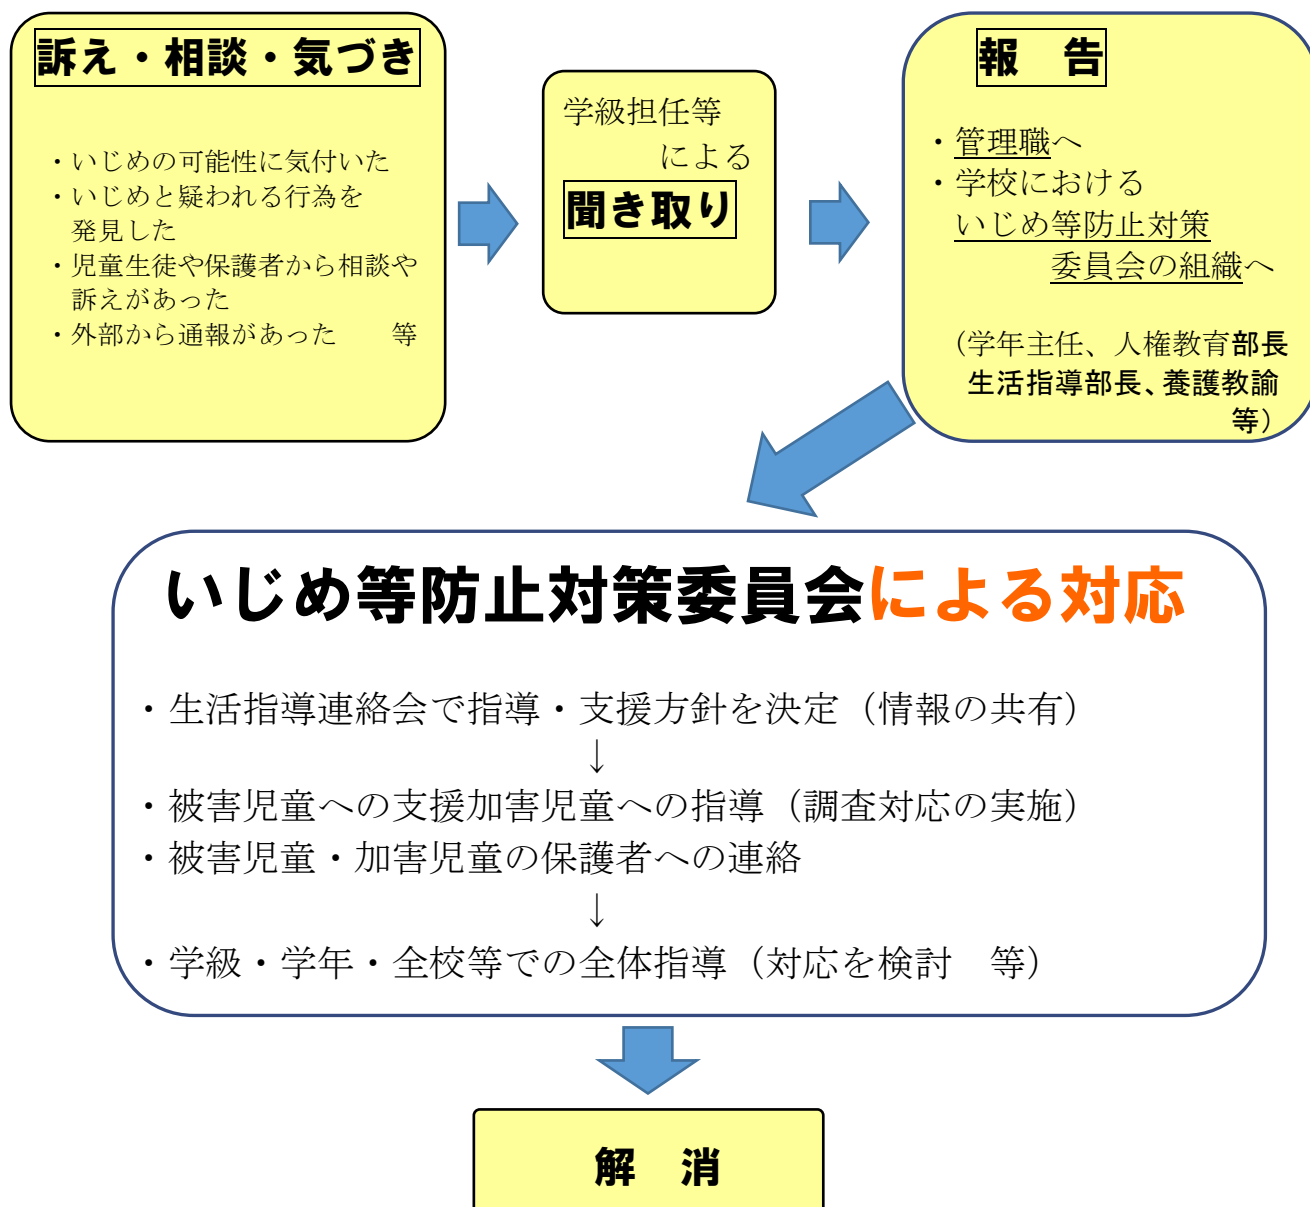 訴え・相談・気づき
・いじめの可能性に気付いた
・いじめと疑われる行為を
発見した
・児童生徒や保護者から相談や
訴えがあった
・外部から通報があった　　等
学級担任等
による
聞き取り
報　告
・管理職へ
・学校における
いじめ等防止対策
委員会の組織へ
（学年主任、人権教育部長
生活指導部長、養護教諭
等）
いじめ等防止対策委員会による対応
・生活指導連絡会で指導・支援方針を決定（情報の共有）
↓
・被害児童への支援加害児童への指導（調査対応の実施）
・被害児童・加害児童の保護者への連絡
↓
・学級・学年・全校等での全体指導（対応を検討　等）
解　消